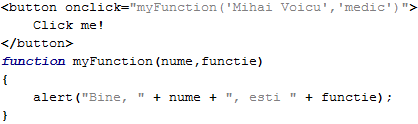 <button onclick="myFunction('Mihai Voicu','medic')">
    Click me!
</button>
function myFunction(nume,functie)
{
    alert("Bine, " + nume + ", esti " + functie);
}